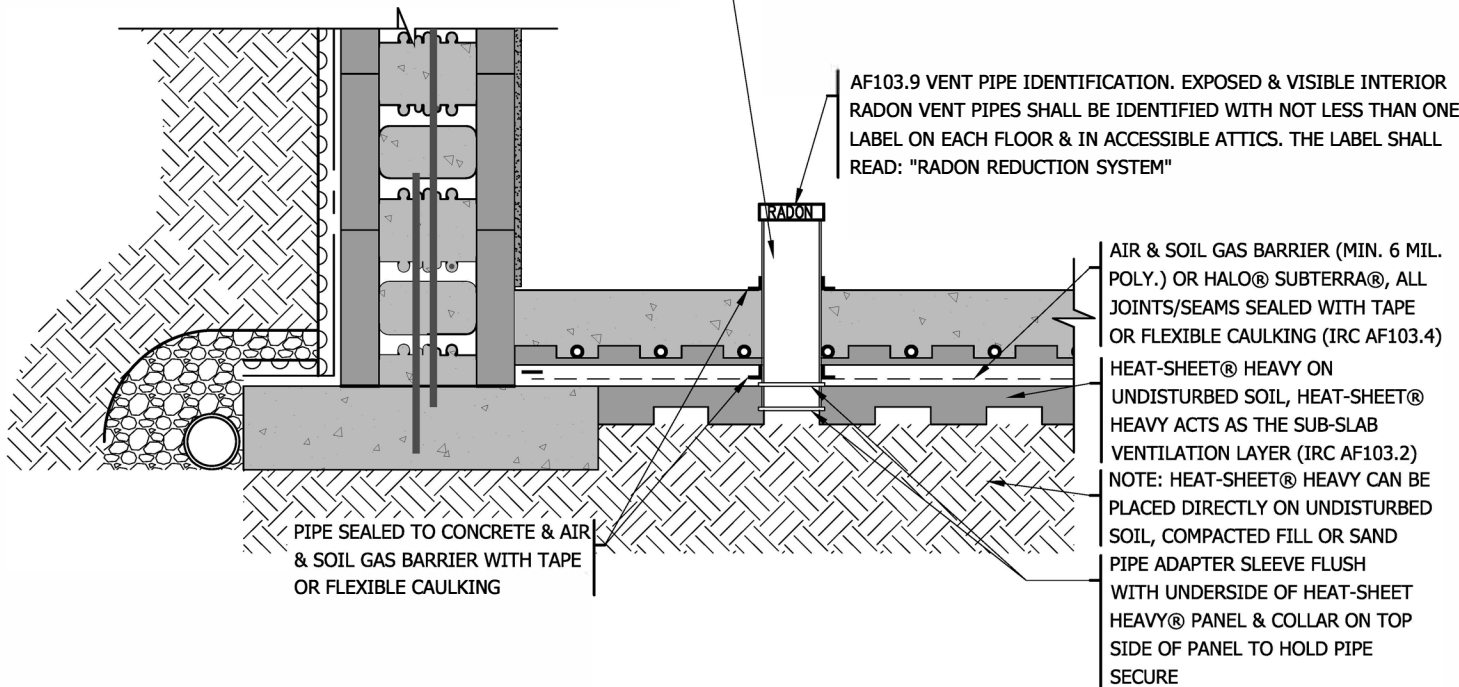 AF103.9 VENT PIPE IDENTIFICATION. EXPOSED & VISIBLE INTERIOR
RADON VENT PIPES SHALL BE IDENTIFIED WITH NOT LESS THAN ONE
LABEL ON EACH FLOOR & IN ACCESSIBLE ATTICS. THE LABEL SHALL
READ: "RADON REDUCTION SYSTEM"
RADON
AIR & SOIL GAS BARRIER (MIN. 6 MIL.
POLY.) OR HALO® SUBTERRA®, ALL
JOINTS/SEAMS SEALED WITH TAPE
OR FLEXIBLE CAULKING (IRC AF103.4)
HEAT-SHEET® HEAVY ON
UNDISTURBED SOIL, HEAT-SHEET®
HEAVY ACTS AS THE SUB-SLAB
VENTILATION LAYER (IRC AF103.2)
NOTE: HEAT-SHEET® HEAVY CAN BE
PLACED DIRECTLY ON UNDISTURBED
SOIL, COMPACTED FILL OR SAND
PIPE ADAPTER SLEEVE FLUSH
WITH UNDERSIDE OF HEAT-SHEET
HEAVY® PANEL & COLLAR ON TOP
SIDE OF PANEL TO HOLD PIPE
SECURE
PIPE SEALED TO CONCRETE & AIR
& SOIL GAS BARRIER WITH TAPE
OR FLEXIBLE CAULKING